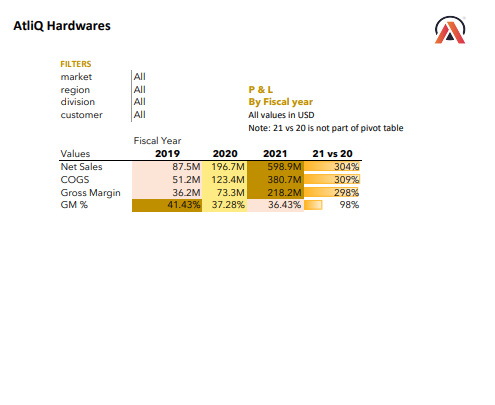 AtliQ Hardwares
FILTERS
market All
region All
division All
customer All
P & L
By Fiscal year
All values in USD
Note: 21 vs 20 is not part of pivot table
Fiscal Year
Values 2019 2020 2021 21 vs 20
Net Sales 87.5M 196.7M 598.9M 304%
COGS 51.2M 123.4M 380.7M 309%
Gross Margin 36.2M 73.3M 218.2M 298%
GM % 41.43% 37.28% 36.43% 98%